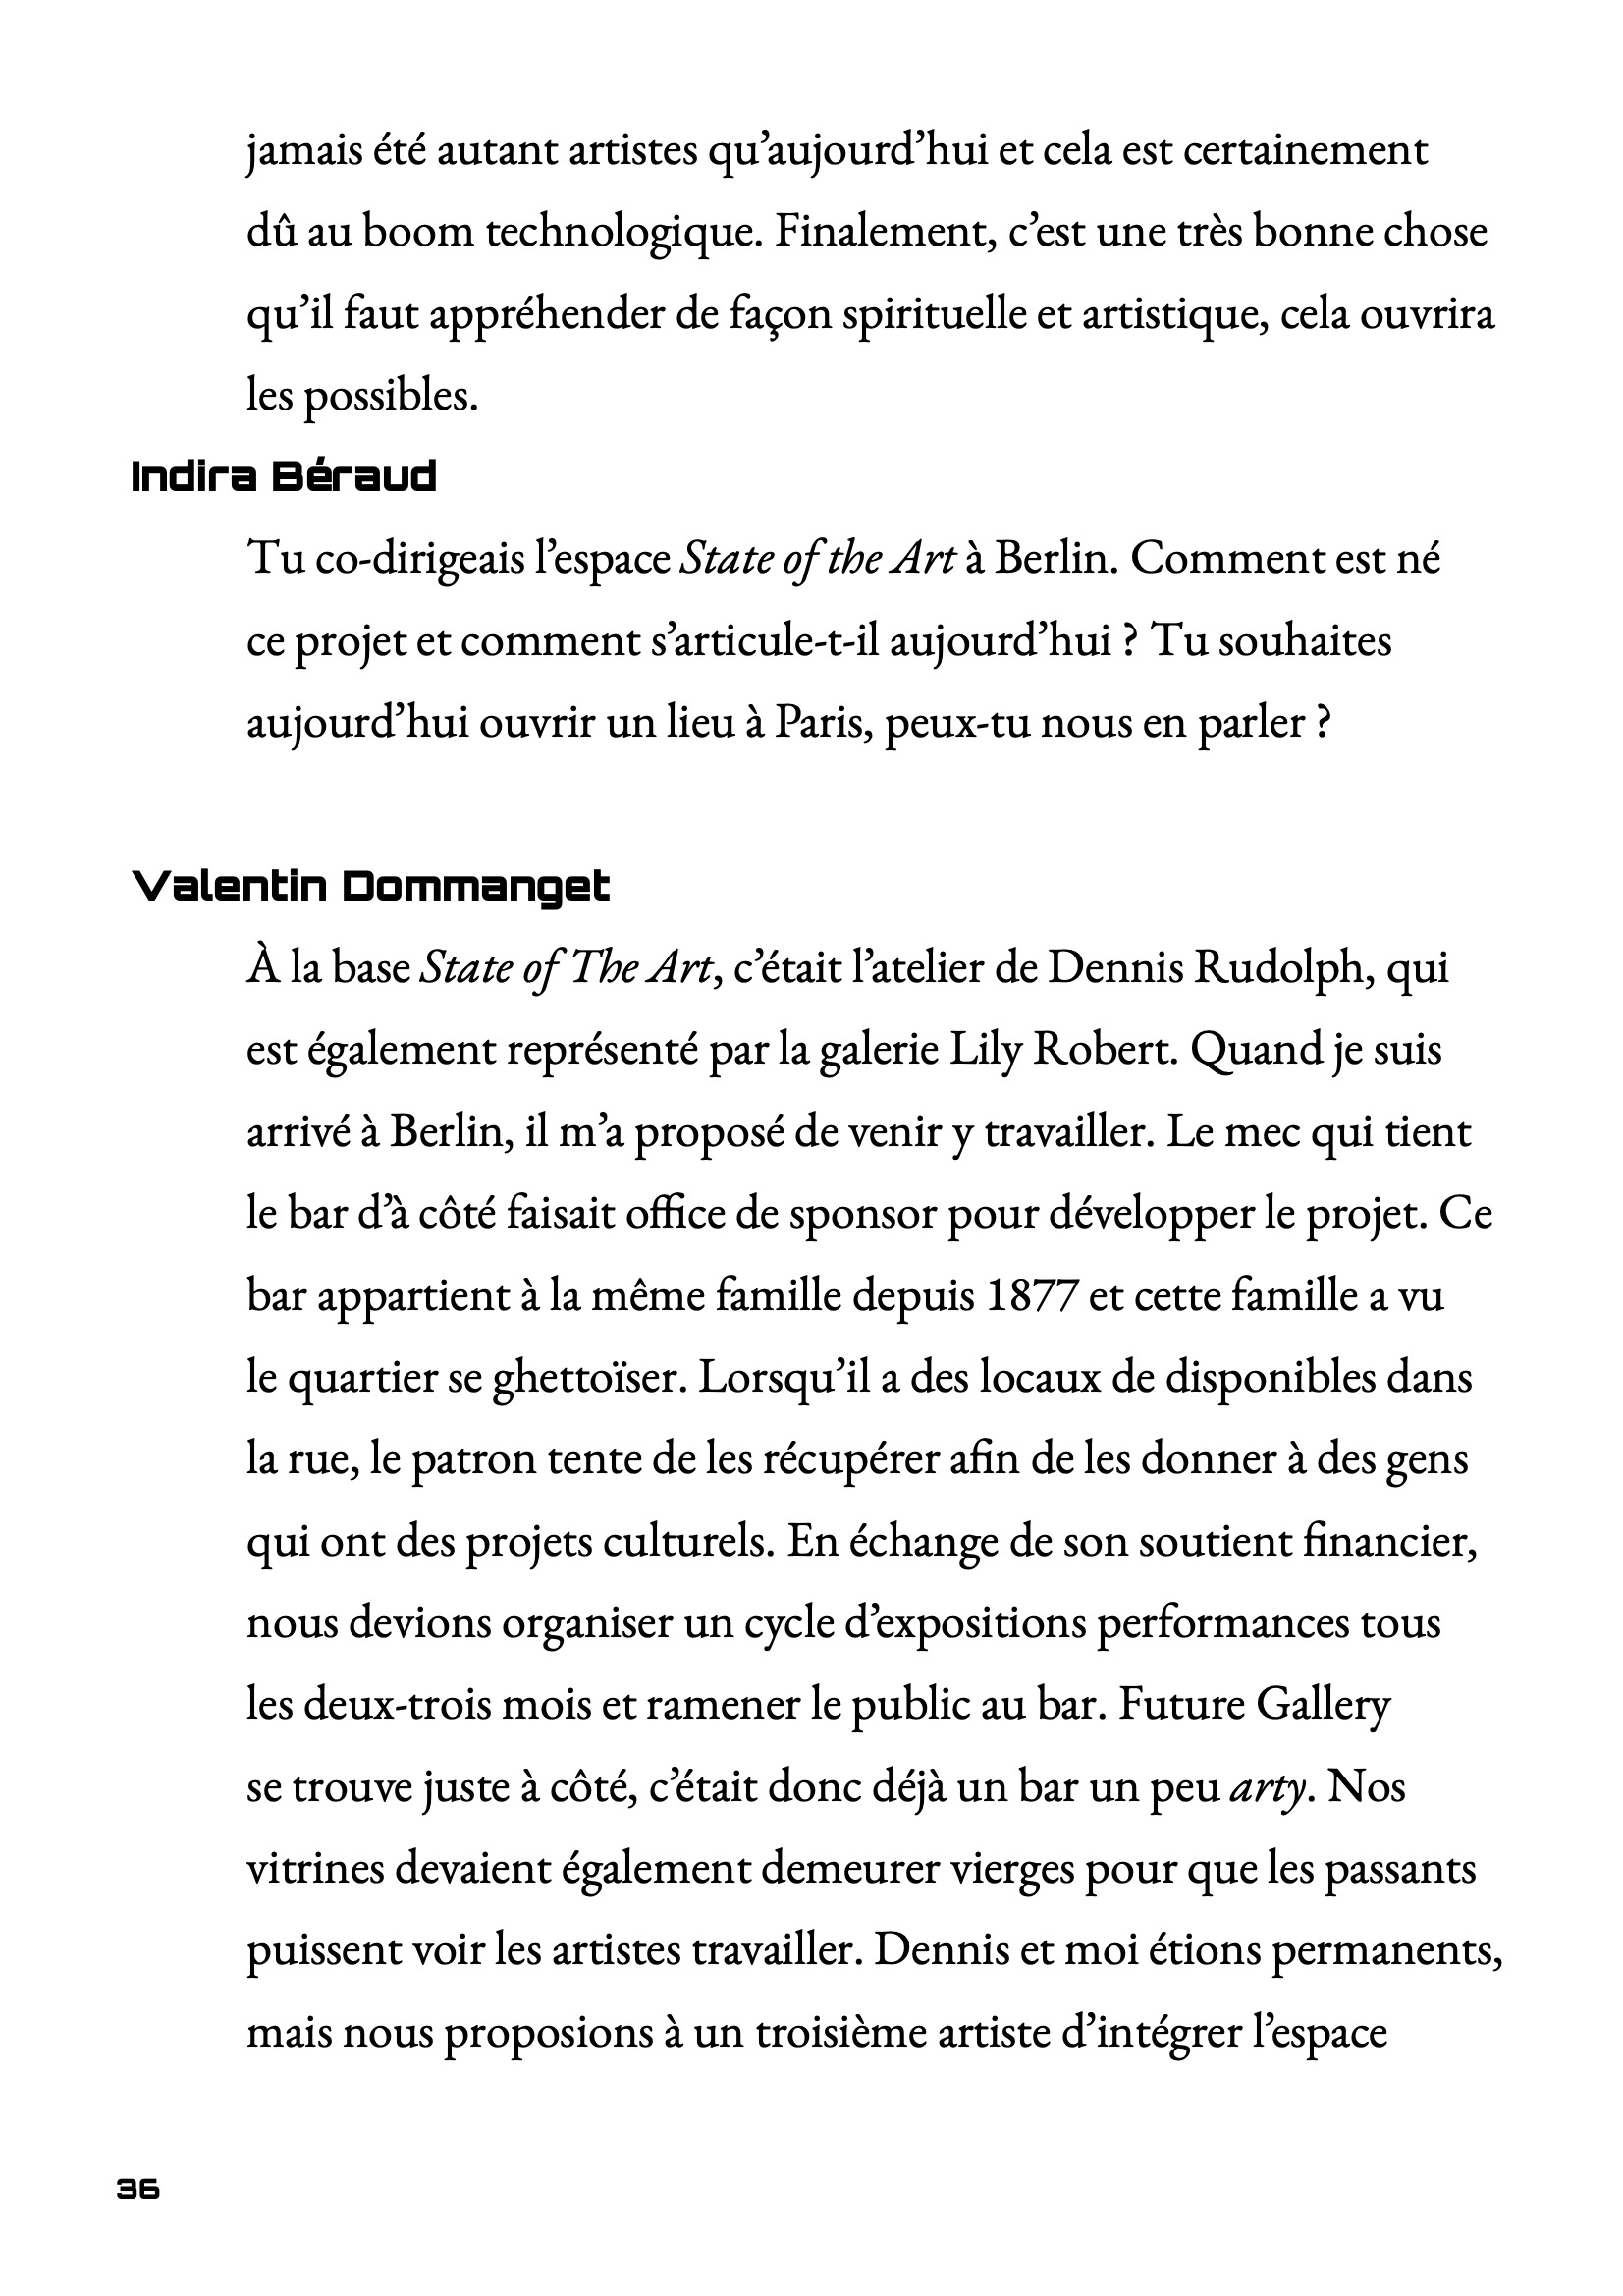 jamais été autant artistes qu’aujourd’hui et cela est certainement
dû au boom technologique. Finalement, c’est une très bonne chose
qu’il faut appréhender de façon spirituelle et artistique, cela ouvrira
les possibles.
Indira Béraud
Tu co-dirigeais l’espace State of the Art à Berlin. Comment est né
ce projet et comment s’articule-t-il aujourd’hui ? Tu souhaites
aujourd’hui ouvrir un lieu à Paris, peux-tu nous en parler ?
Valentin Dommanget
À la base State of The Art, c’était l’atelier de Dennis Rudolph, qui
est également représenté par la galerie Lily Robert. Quand je suis
arrivé à Berlin, il m’a proposé de venir y travailler. Le mec qui tient
le bar d’à côté faisait office de sponsor pour développer le projet. Ce
bar appartient à la même famille depuis 1877 et cette famille a vu
le quartier se ghettoïser. Lorsqu’il a des locaux de disponibles dans
la rue, le patron tente de les récupérer afin de les donner à des gens
qui ont des projets culturels. En échange de son soutient financier,
nous devions organiser un cycle d’expositions performances tous
les deux-trois mois et ramener le public au bar. Future Gallery
se trouve juste à côté, c’était donc déjà un bar un peu arty. Nos
vitrines devaient également demeurer vierges pour que les passants
puissent voir les artistes travailler. Dennis et moi étions permanents,
mais nous proposions à un troisième artiste d’intégrer l’espace
36